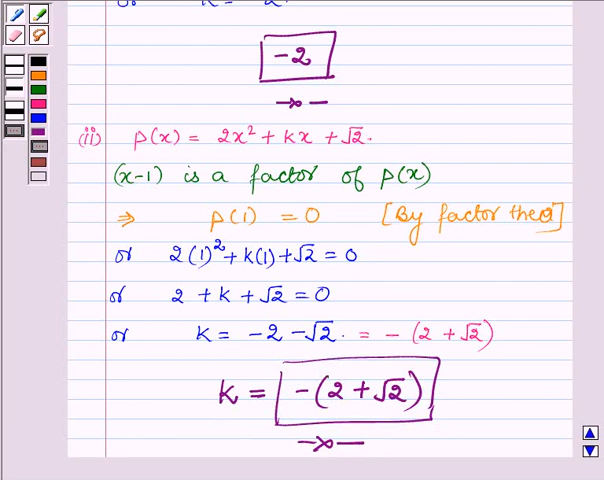 -2
(ii) p(x) = 2x² + kx + √2.
(x-1) is a factor of p(x)
⇒ p(1) = 0 [By factor theo]
or 2(1)² + k(1) + √2 = 0
or 2 + k + √2 = 0
or k = -2 - √2. = - (2 + √2)
k = -(2 + √2)